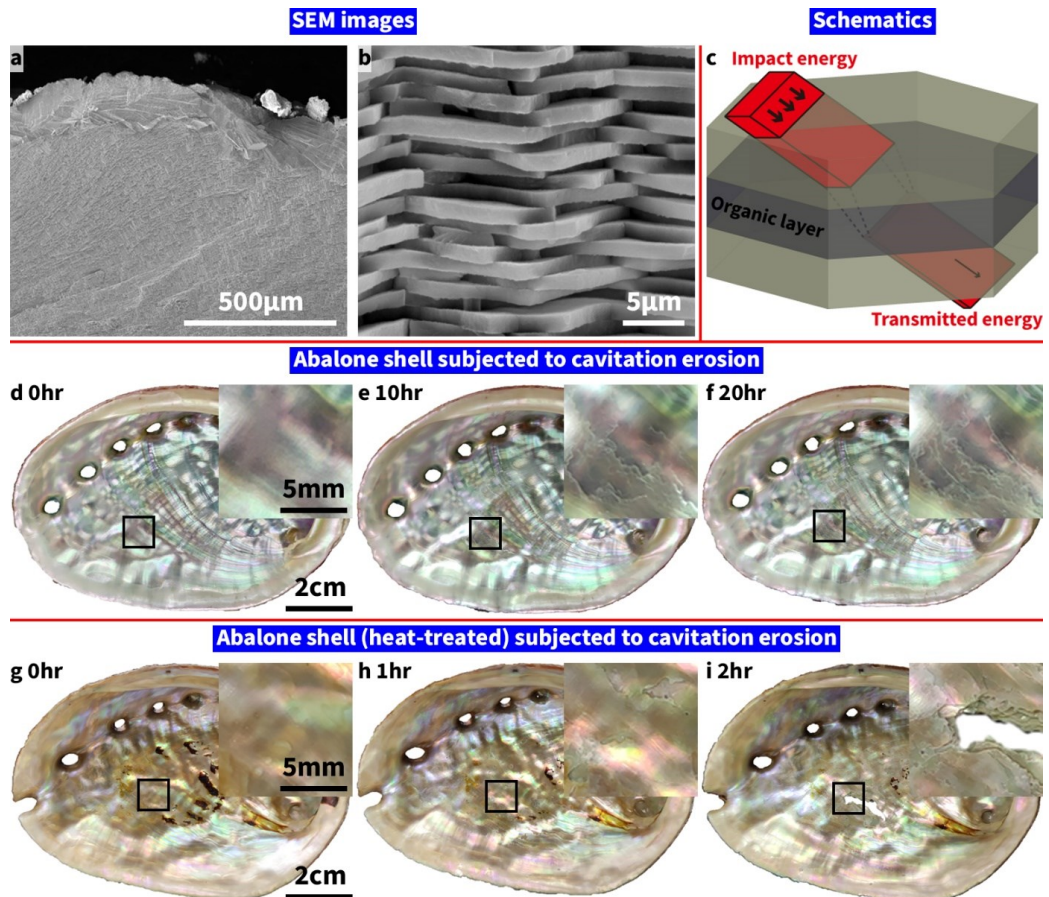 SEM images
Schematics
a
b
c
Impact energy
Organic layer
Transmitted energy
500μm
5μm
Abalone shell subjected to cavitation erosion
d 0hr
e 10hr
f 20hr
5mm
2cm
Abalone shell (heat-treated) subjected to cavitation erosion
g 0hr
h 1hr
i 2hr
5mm
2cm